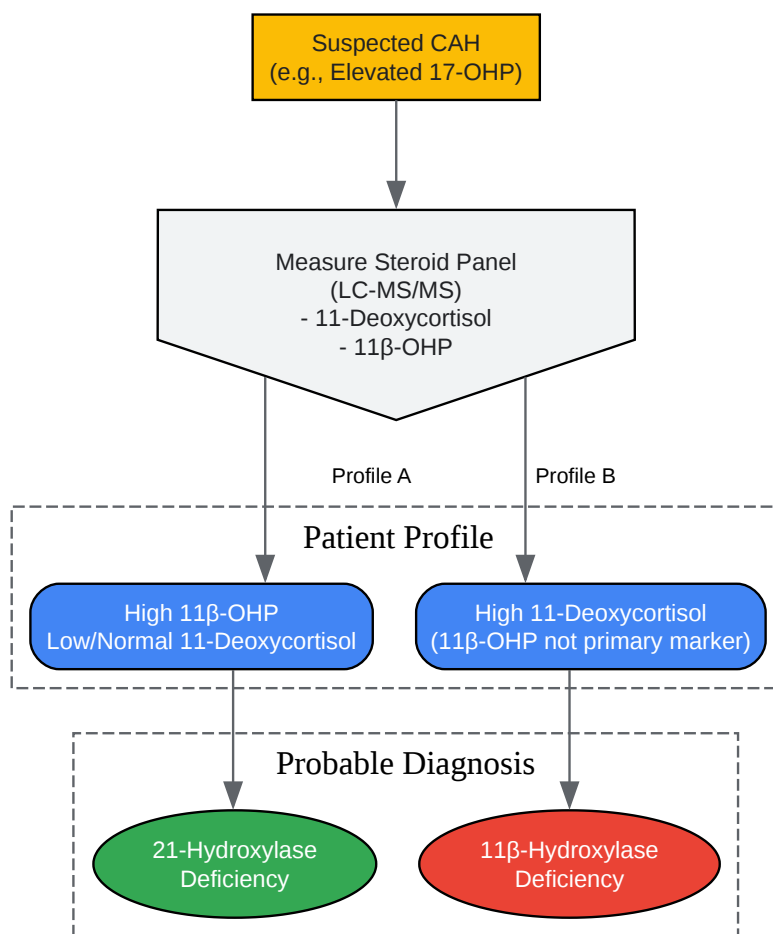 Suspected CAH
(e.g., Elevated 17-OHP)
Measure Steroid Panel
(LC-MS/MS)
- 11-Deoxycortisol
- 11β-OHP
Profile A
Profile B
Patient Profile
High 11β-OHP
Low/Normal 11-Deoxycortisol
High 11-Deoxycortisol
(11β-OHP not primary marker)
Probable Diagnosis
21-Hydroxylase
Deficiency
11β-Hydroxylase
Deficiency